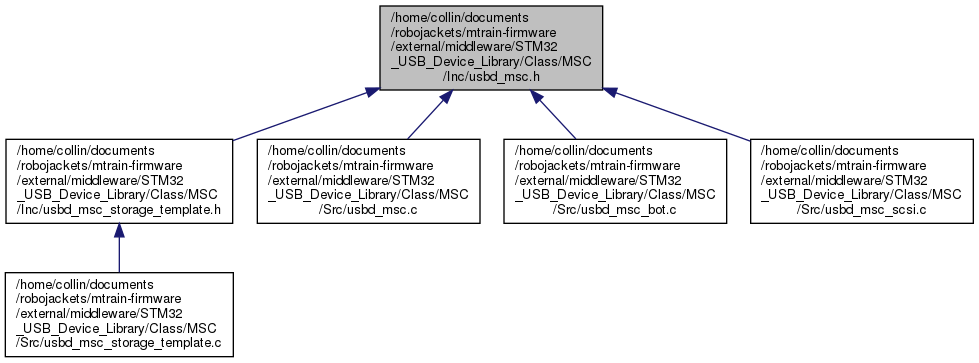 /home/collin/documents
/robojackets/mtrain-firmware
/external/middleware/STM32
_USB_Device_Library/Class/MSC
/Inc/usbd_msc.h
/home/collin/documents
/robojackets/mtrain-firmware
/external/middleware/STM32
_USB_Device_Library/Class/MSC
/Inc/usbd_msc_storage_template.h
/home/collin/documents
/robojackets/mtrain-firmware
/external/middleware/STM32
_USB_Device_Library/Class/MSC
/Src/usbd_msc.c
/home/collin/documents
/robojackets/mtrain-firmware
/external/middleware/STM32
_USB_Device_Library/Class/MSC
/Src/usbd_msc_bot.c
/home/collin/documents
/robojackets/mtrain-firmware
/external/middleware/STM32
_USB_Device_Library/Class/MSC
/Src/usbd_msc_scsi.c
/home/collin/documents
/robojackets/mtrain-firmware
/external/middleware/STM32
_USB_Device_Library/Class/MSC
/Src/usbd_msc_storage_template.c